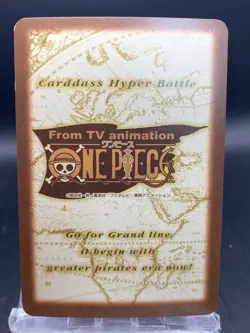 Carddass Hyper Battle
From TV animation
ワンピース
ONE PIECE
Go for Grand line.
it begin with
greater pirates era now!